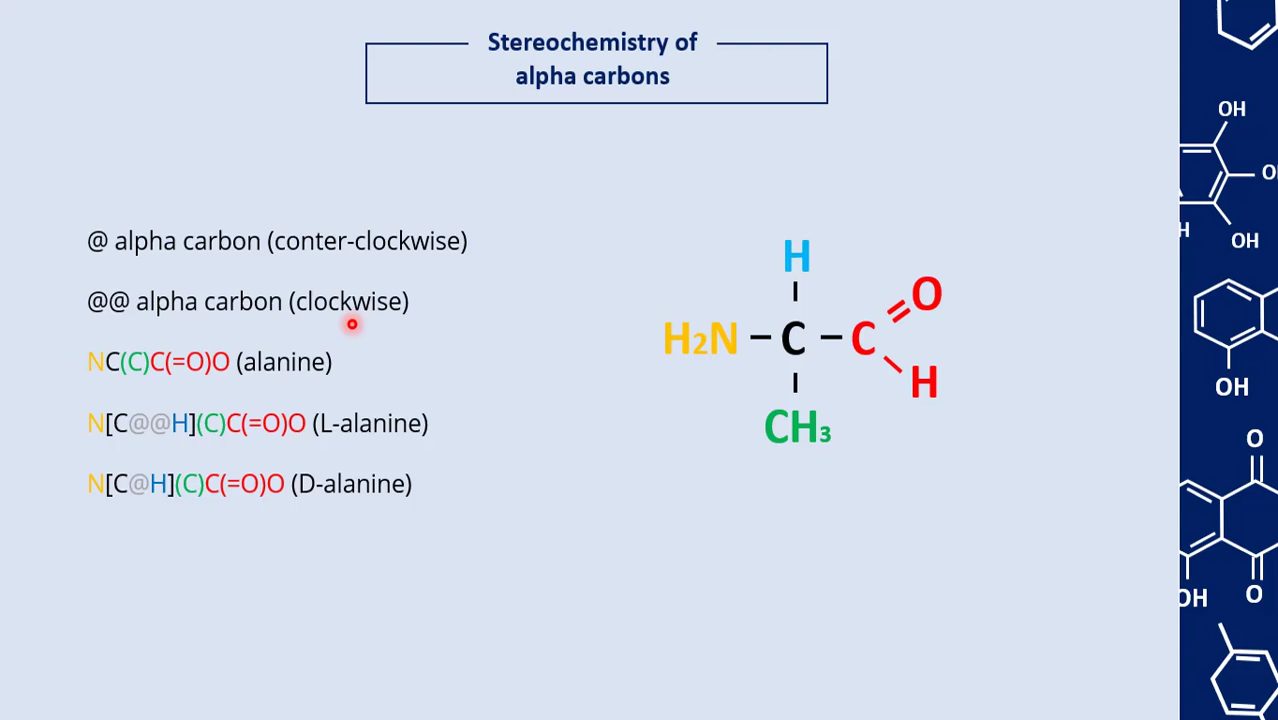 Stereochemistry of
alpha carbons
@ alpha carbon (conter-clockwise)
@@ alpha carbon (clockwise)
NC(C)C(=O)O (alanine)
N[C@@H](C)C(=O)O (L-alanine)
N[C@H](C)C(=O)O (D-alanine)
H
O
H₂N – C – C
H
CH₃
OH
O
H
OH
OH
O
OH
O